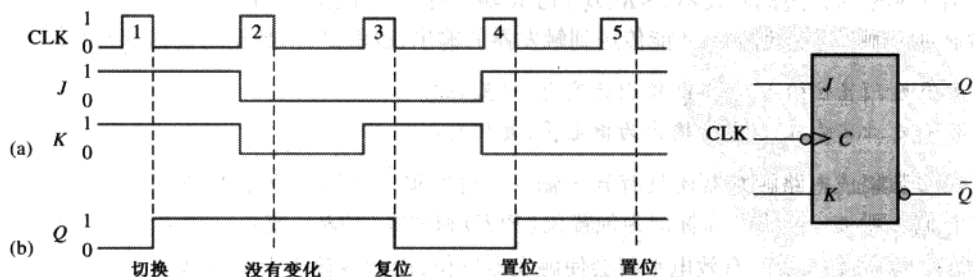 CLK 1 0 1 2 3 4 5
J 1 0
(a) K 1 0
(b) Q 1 0
切换 没有变化 复位 置位 置位
J Q
CLK C
K Q̄